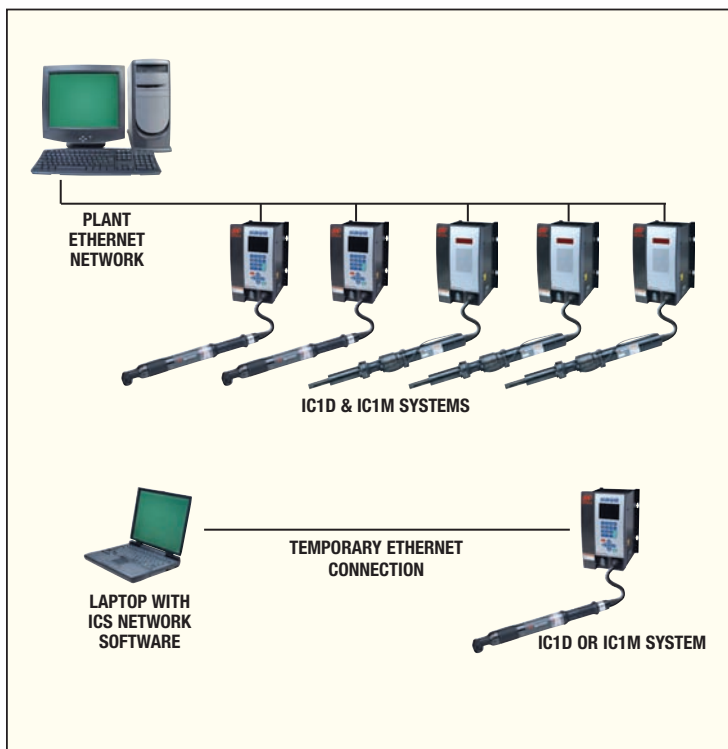 PLANT
ETHERNET
NETWORK
IC1D & IC1M SYSTEMS
TEMPORARY ETHERNET
CONNECTION
LAPTOP WITH
ICS NETWORK
SOFTWARE
IC1D OR IC1M SYSTEM